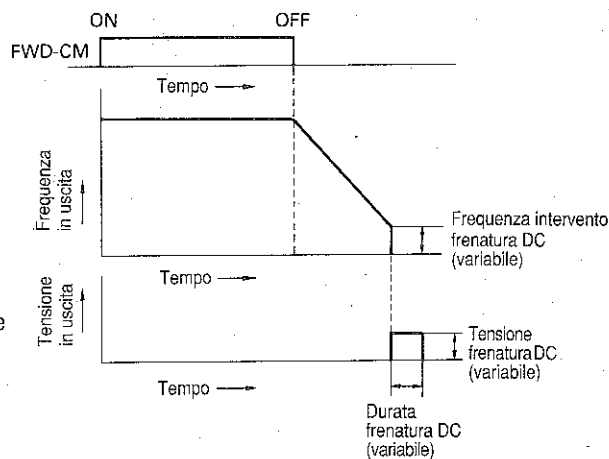 ON OFF
FWD-CM
Tempo
Frequenza
in uscita
Frequenza intervento
frenatura DC
(variabile)
Tempo
Tensione
in uscita
e
Tensione
frenatura DC
(variabile)
Tempo
Durata
frenatura DC
(variabile)